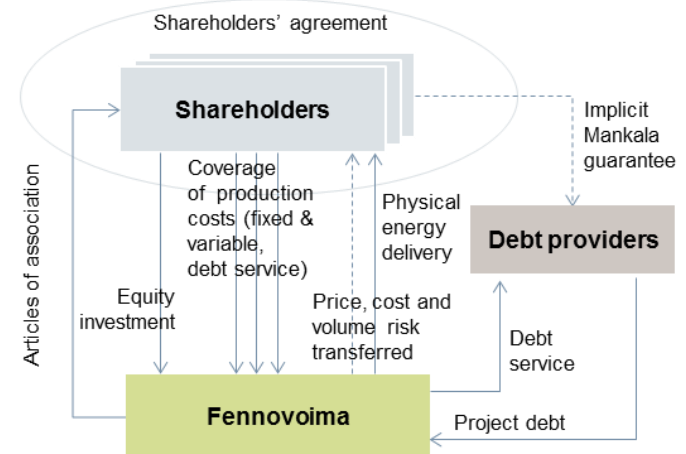 Shareholders’ agreement
Shareholders
Implicit
Mankala
guarantee
Articles of association
Coverage
of production
costs (fixed &
variable,
debt service)
Physical
energy
delivery
Debt providers
Equity
investment
Price, cost and
volume risk
transferred
Debt
service
Fennovoima
Project debt